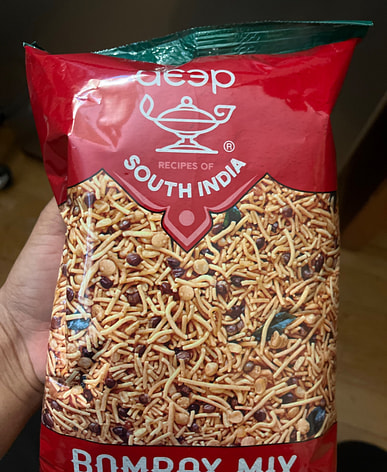 deep
®
RECIPES OF
SOUTH INDIA
BOMBAY MIX